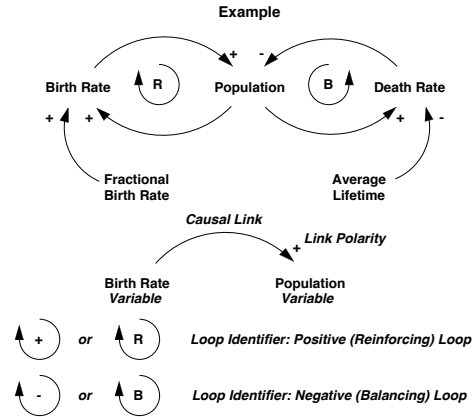 Example
+ -
Birth Rate R Population B Death Rate
+ + + -
Fractional
Birth Rate
Average
Lifetime
Causal Link
Link Polarity
+
Birth Rate
Variable
Population
Variable
+ or R Loop Identifier: Positive (Reinforcing) Loop
- or B Loop Identifier: Negative (Balancing) Loop